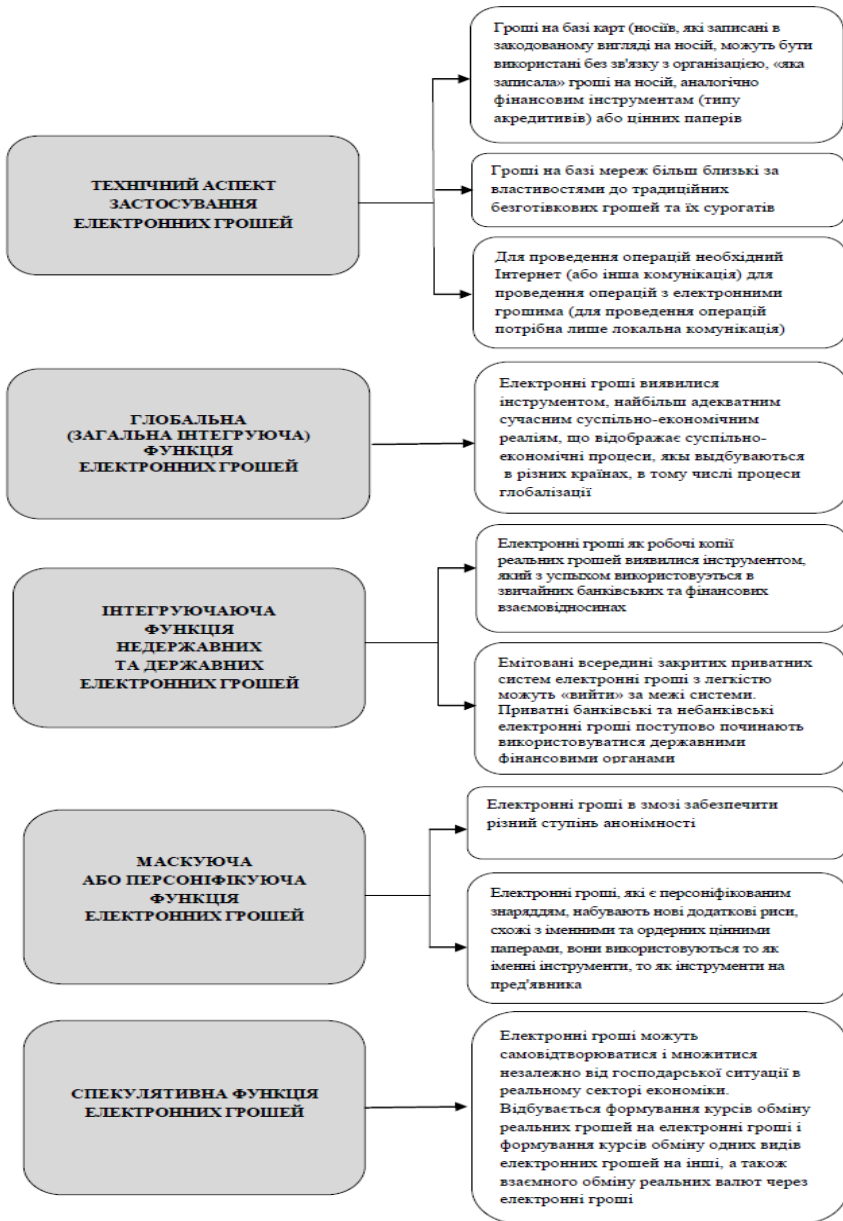 Гроші на базі карт (носіїв, які записані в
закодованому вигляді на носій, можуть бути
використані без зв'язку з організацією, «яка
записала» гроші на носій, аналогічно
фінансовим інструментам (типу
акредитивів) або цінних паперів
ТЕХНІЧНИЙ АСПЕКТ
ЗАСТОСУВАННЯ
ЕЛЕКТРОННИХ ГРОШЕЙ
Гроші на базі мереж більш близькі за
властивостями до традиційних
безготівкових грошей та їх сурогатів
Для проведення операцій необхідний
Інтернет (або інша комунікація) для
проведення операцій з електронними
грошима (для проведення операцій
потрібна лише локальна комунікація)
ГЛОБАЛЬНА
(ЗАГАЛЬНА ІНТЕГРУЮЧА)
ФУНКЦІЯ
ЕЛЕКТРОННИХ ГРОШЕЙ
Електронні гроші виявилися
інструментом, найбільш адекватним
сучасним суспільно-економічним
реаліям, що відображає суспільно-
економічні процеси, якы выдбуваються
в різних країнах, в тому числі процеси
глобалізації
ІНТЕГРУЮЧАЮЧА
ФУНКЦІЯ
НЕДЕРЖАВНИХ
ТА ДЕРЖАВНИХ
ЕЛЕКТРОННИХ ГРОШЕЙ
Електронні гроші як робочі копії
реальних грошей виявилися інструментом,
який з успыхом використовуэться в
звичайних банківських та фінансових
взаємовідносинах
Емітовані всередині закритих приватних
систем електронні гроші з легкістю
можуть «вийти» за межі системи.
Приватні банківські та небанківські
електронні гроші поступово починають
використовуватися державними
фінансовими органами
МАСКУЮЧА
АБО ПЕРСОНІФІКУЮЧА
ФУНКЦІЯ
ЕЛЕКТРОННИХ ГРОШЕЙ
Електронні гроші в змозі забезпечити
різний ступінь анонімності
Електронні гроші, які є персоніфікованим
знаряддям, набувають нові додаткові риси,
схожі з іменними та ордерних цінними
паперами, вони використовуються то як
іменні інструменти, то як інструменти на
пред'явника
СПЕКУЛЯТИВНА ФУНКЦІЯ
ЕЛЕКТРОННИХ ГРОШЕЙ
Електронні гроші можуть
самовідтворюватися і множитися
незалежно від господарської ситуації в
реальному секторі економіки.
Відбувається формування курсів обміну
реальних грошей на електронні гроші і
формування курсів обміну одних видів
електронних грошей на інші, а також
взаємного обміну реальних валют через
електронні гроші